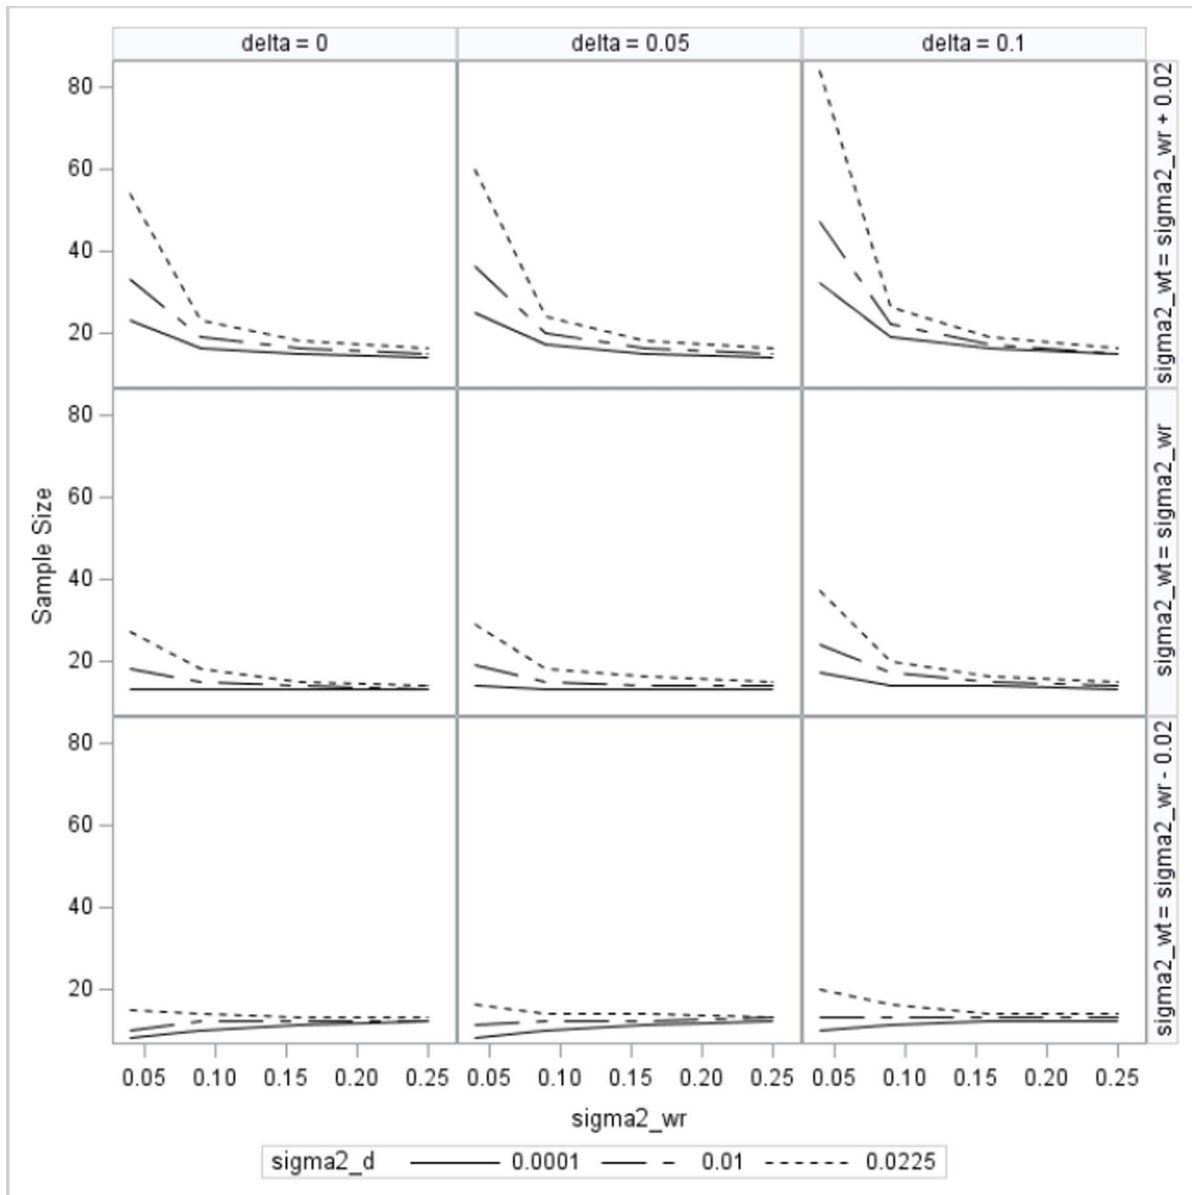 delta = 0 delta = 0.05 delta = 0.1
80
60
40
20
sigma2_wt = sigma2_wr + 0.02
80
60
40
20
sigma2_wt = sigma2_wr
80
60
40
20
sigma2_wt = sigma2_wr - 0.02
Sample Size
0.05 0.10 0.15 0.20 0.25 0.05 0.10 0.15 0.20 0.25 0.05 0.10 0.15 0.20 0.25
sigma2_wr
sigma2_d 0.0001 0.01 0.0225